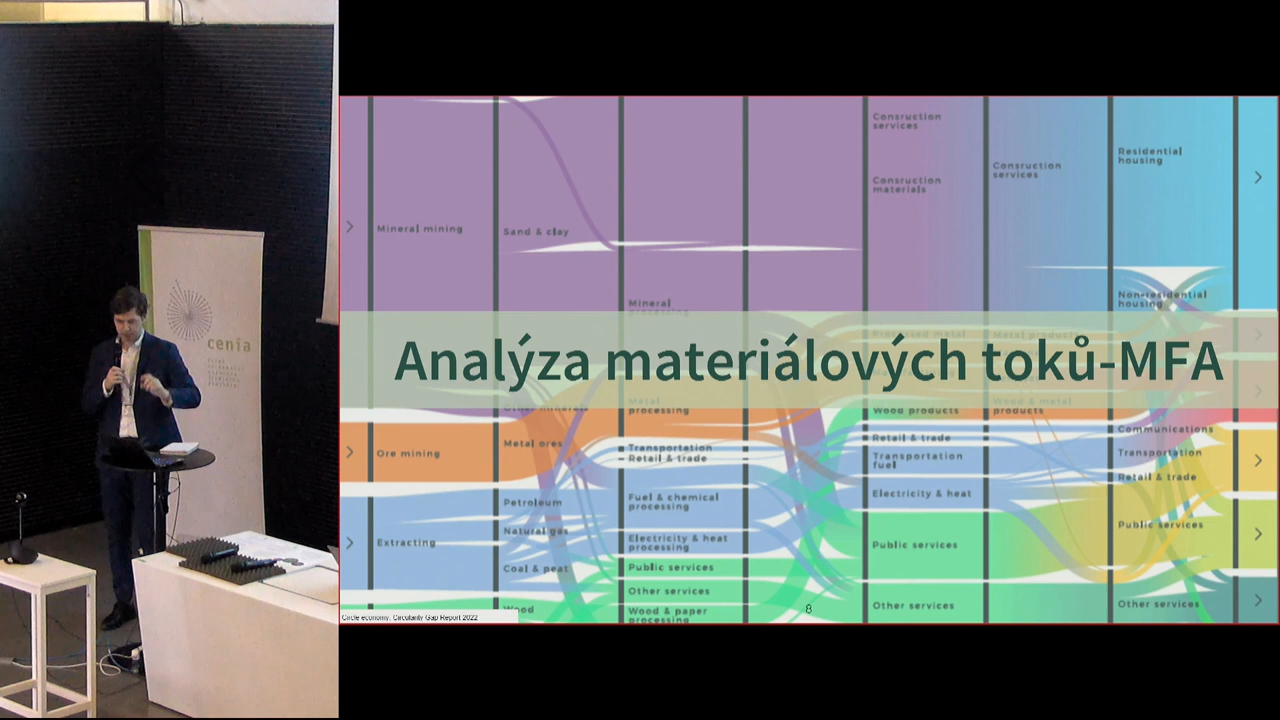 cenia
Mineral mining
Ore mining
Extracting
Sand & clay
Other minerals
Metal ores
Petroleum
Natural gas
Coal & peat
Wood
Mineral
processing
Metal
processing
Transportation
Retail & trade
Fuel & chemical
processing
Electricity & heat
processing
Public services
Other services
Wood & paper
processing
Consruction
services
Consruction
materials
Processed metal
Wood products
Retail & trade
Transportation
fuel
Electricity & heat
Public services
Other services
Consruction
services
Metal products
Wood & metal
products
Residential
housing
Non-residential
housing
Communications
Transportation
Retail & trade
Public services
Other services
Analýza materiálových toků-MFA
8
Circle economy, Circularity Gap Report 2022